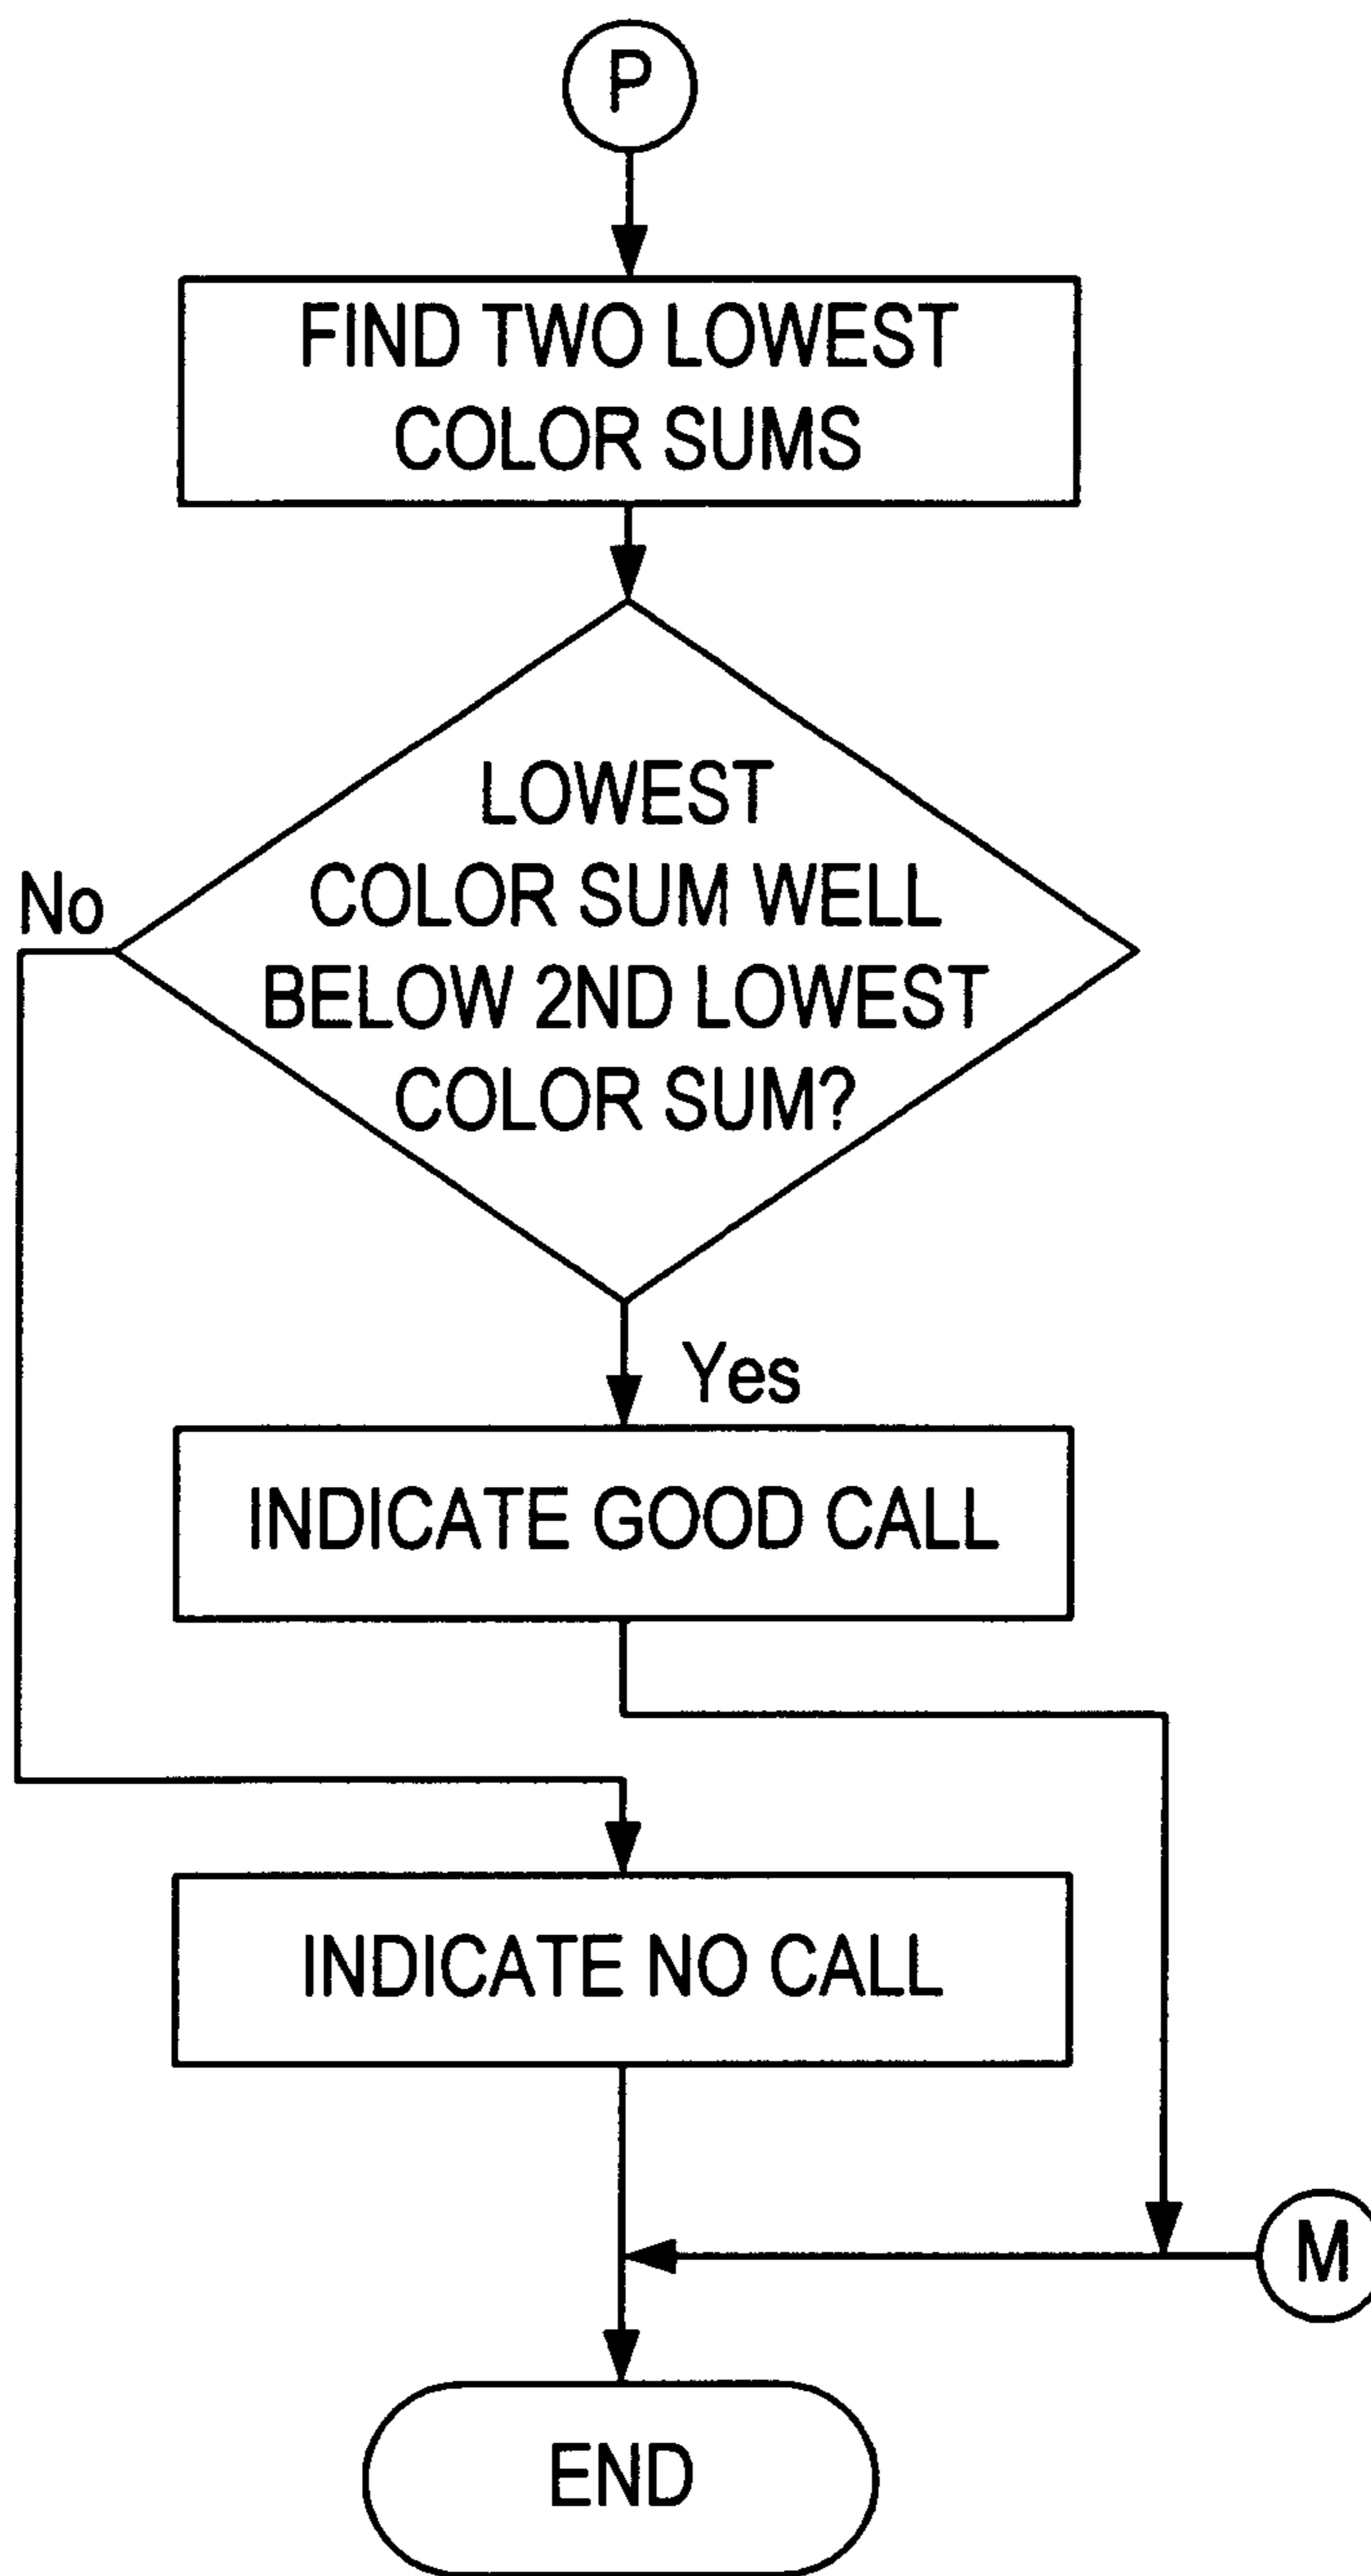 P
FIND TWO LOWEST
COLOR SUMS
LOWEST
COLOR SUM WELL
BELOW 2ND LOWEST
COLOR SUM?
No
Yes
INDICATE GOOD CALL
INDICATE NO CALL
M
END